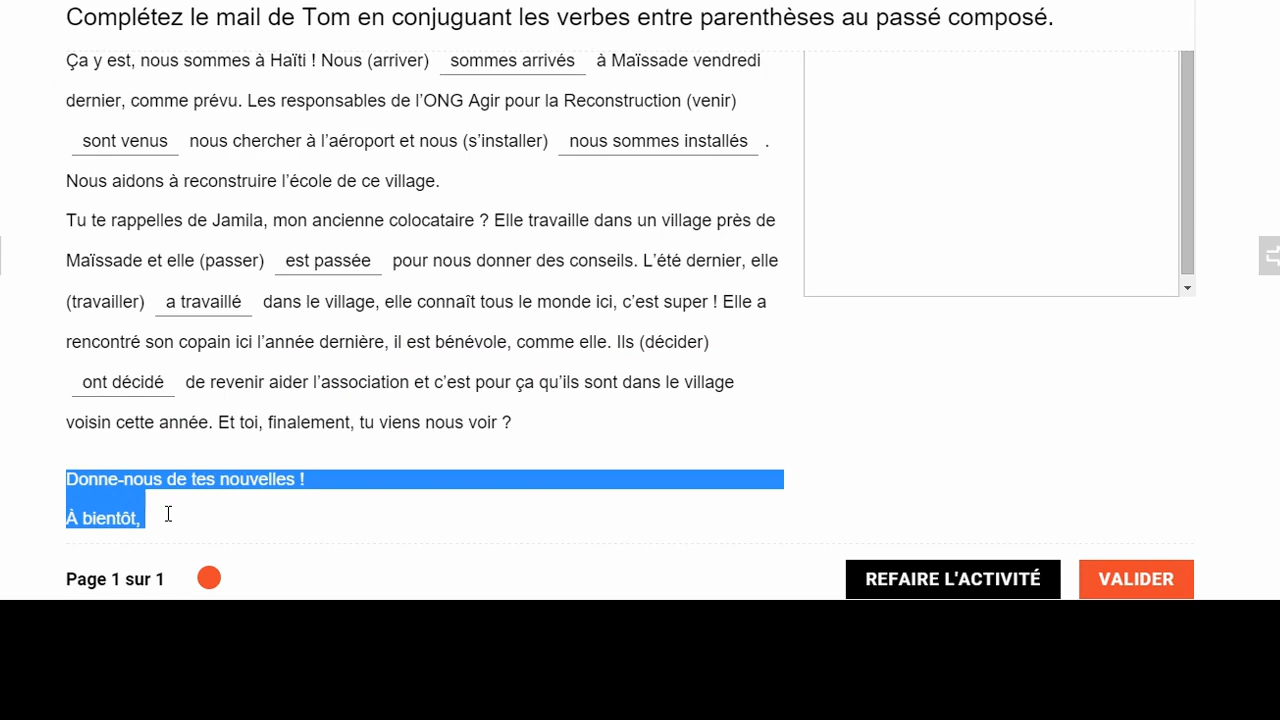 Complétez le mail de Tom en conjuguant les verbes entre parenthèses au passé composé.
Ça y est, nous sommes à Haïti ! Nous (arriver) sommes arrivés à Maïssade vendredi
dernier, comme prévu. Les responsables de l’ONG Agir pour la Reconstruction (venir)
sont venus nous chercher à l’aéroport et nous (s’installer) nous sommes installés .
Nous aidons à reconstruire l’école de ce village.
Tu te rappelles de Jamila, mon ancienne colocataire ? Elle travaille dans un village près de
Maïssade et elle (passer) est passée pour nous donner des conseils. L’été dernier, elle
(travailler) a travaillé dans le village, elle connaît tous le monde ici, c’est super ! Elle a
rencontré son copain ici l’année dernière, il est bénévole, comme elle. Ils (décider)
ont décidé de revenir aider l’association et c’est pour ça qu’ils sont dans le village
voisin cette année. Et toi, finalement, tu viens nous voir ?
Donne-nous de tes nouvelles !
À bientôt,
Page 1 sur 1
REFAIRE L'ACTIVITÉ
VALIDER